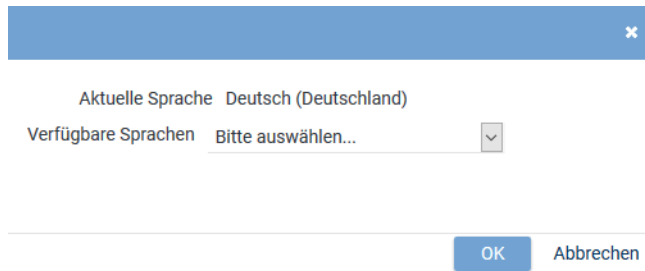 Aktuelle Sprache Deutsch (Deutschland)
Verfügbare Sprachen Bitte auswählen...
OK Abbrechen